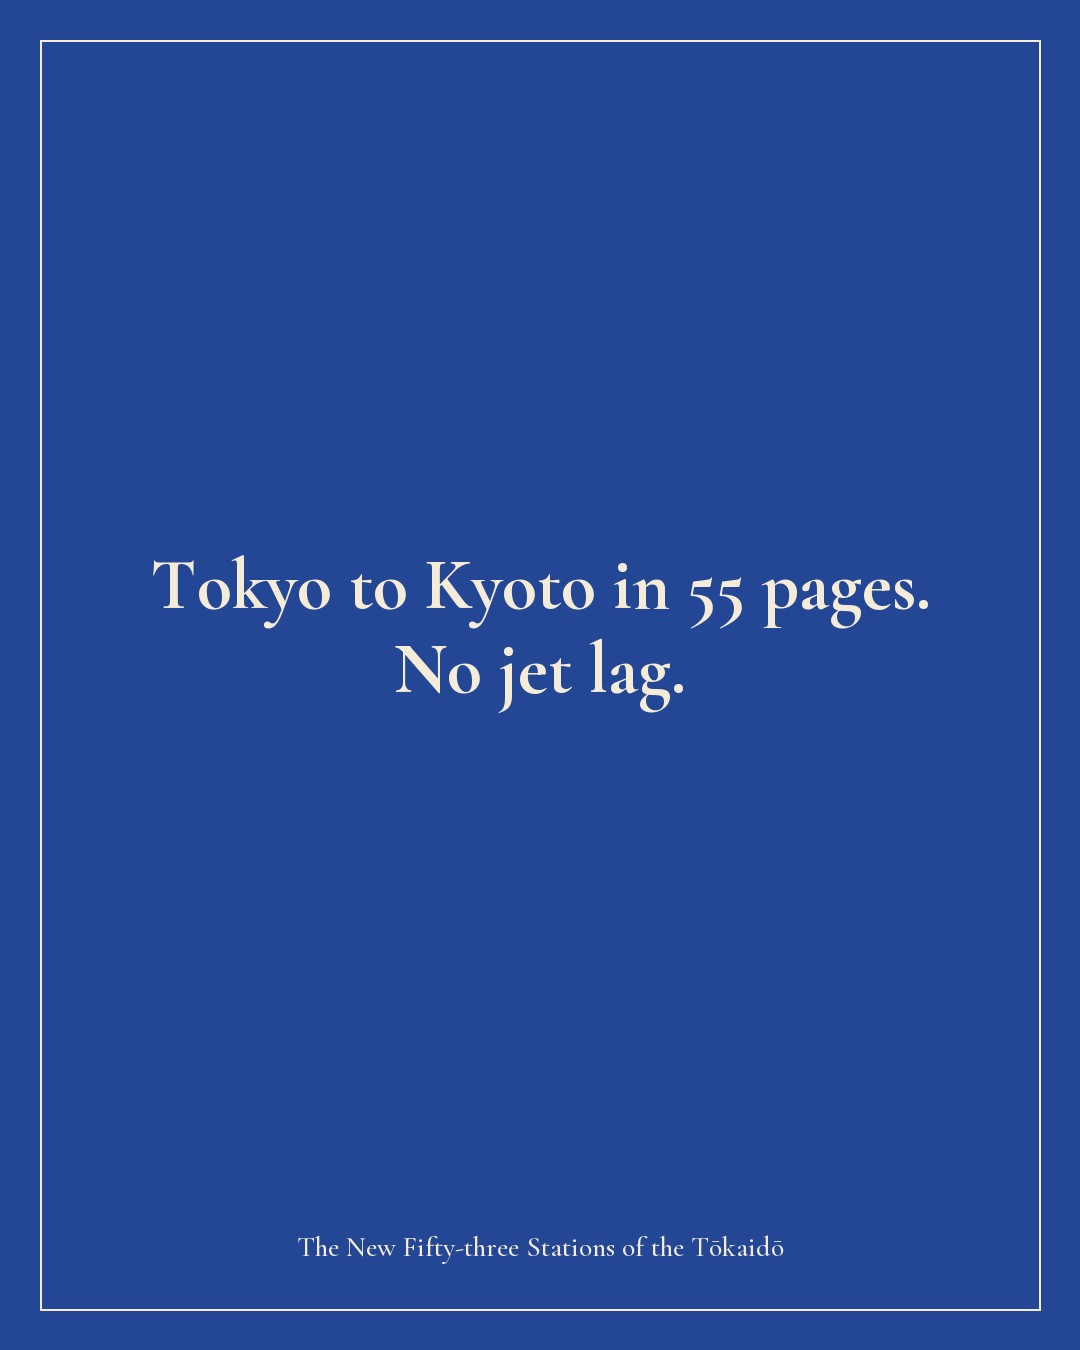 Tokyo to Kyoto in 55 pages.
No jet lag.
The New Fifty-three Stations of the Tōkaidō